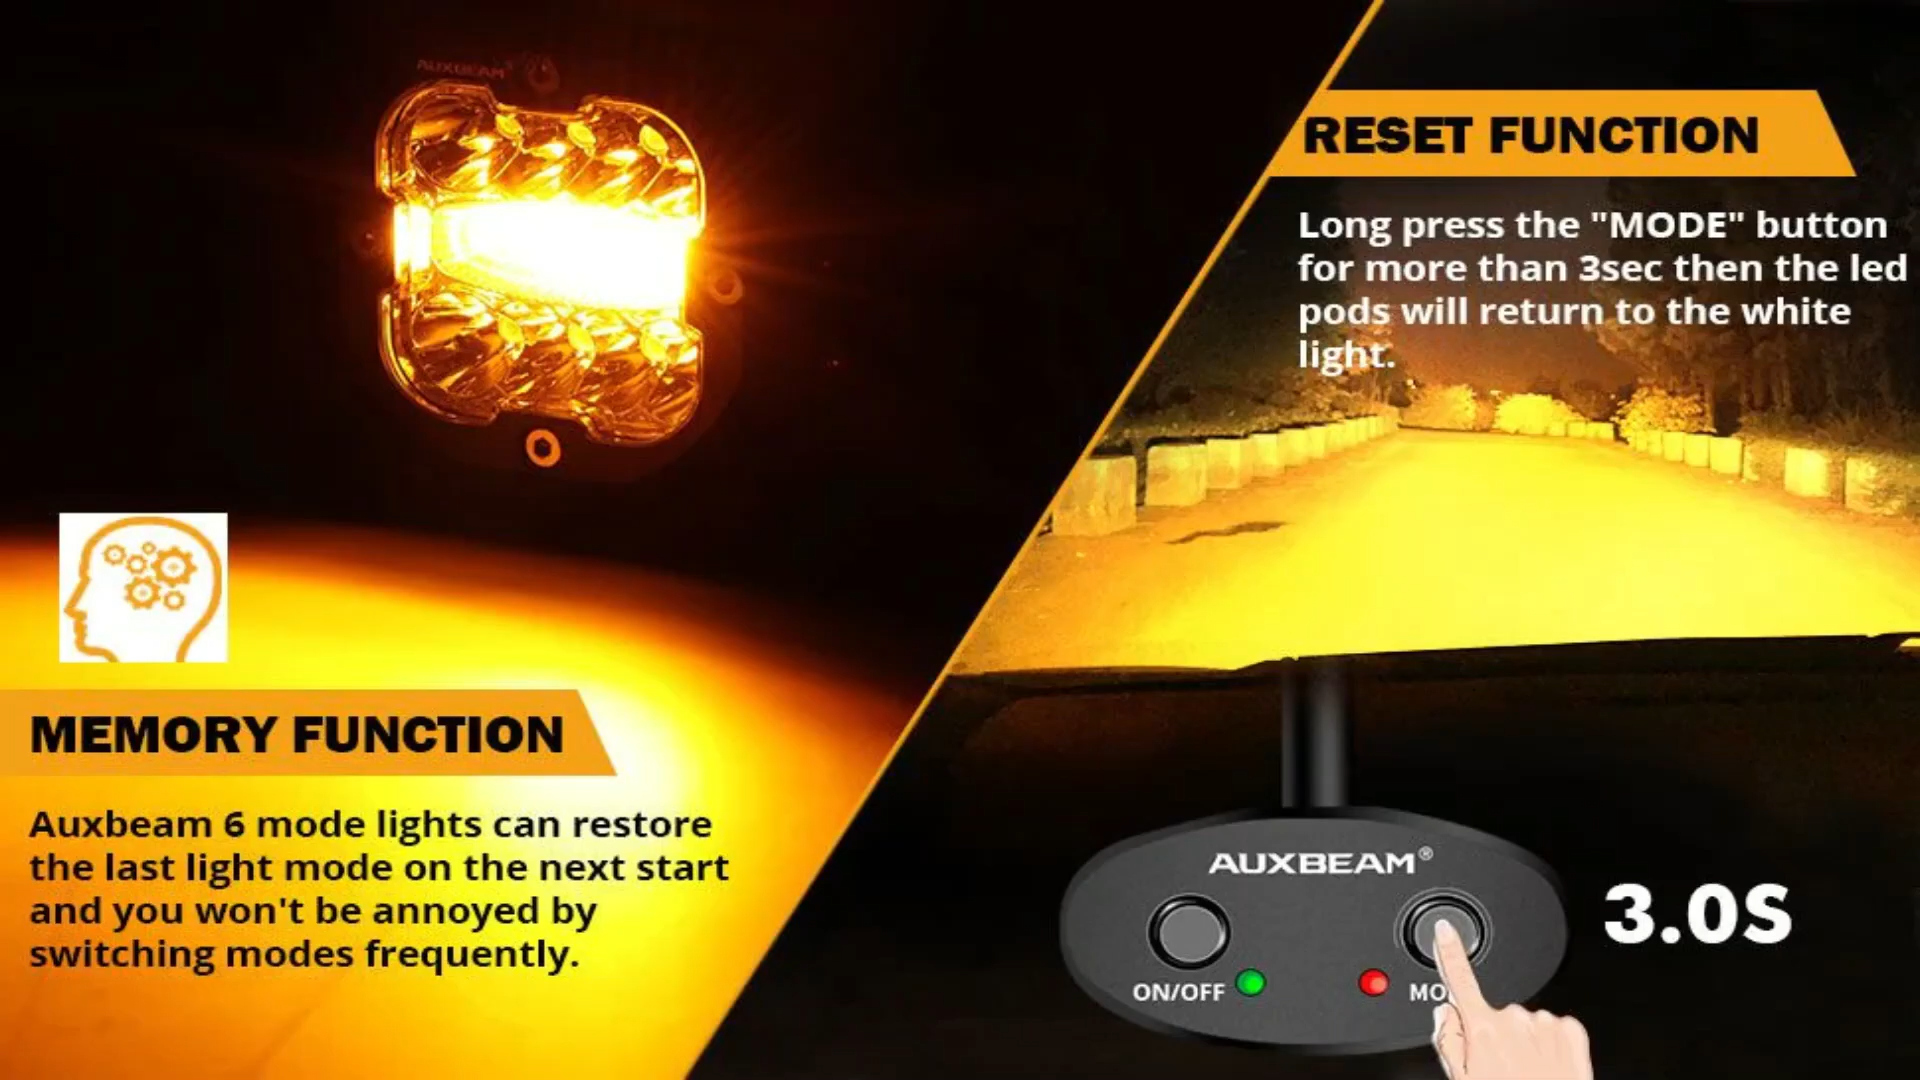 AUXBEAM
MEMORY FUNCTION
Auxbeam 6 mode lights can restore
the last light mode on the next start
and you won't be annoyed by
switching modes frequently.
RESET FUNCTION
Long press the "MODE" button
for more than 3sec then the led
pods will return to the white
light.
AUXBEAM®
3.0S
ON/OFF
MO